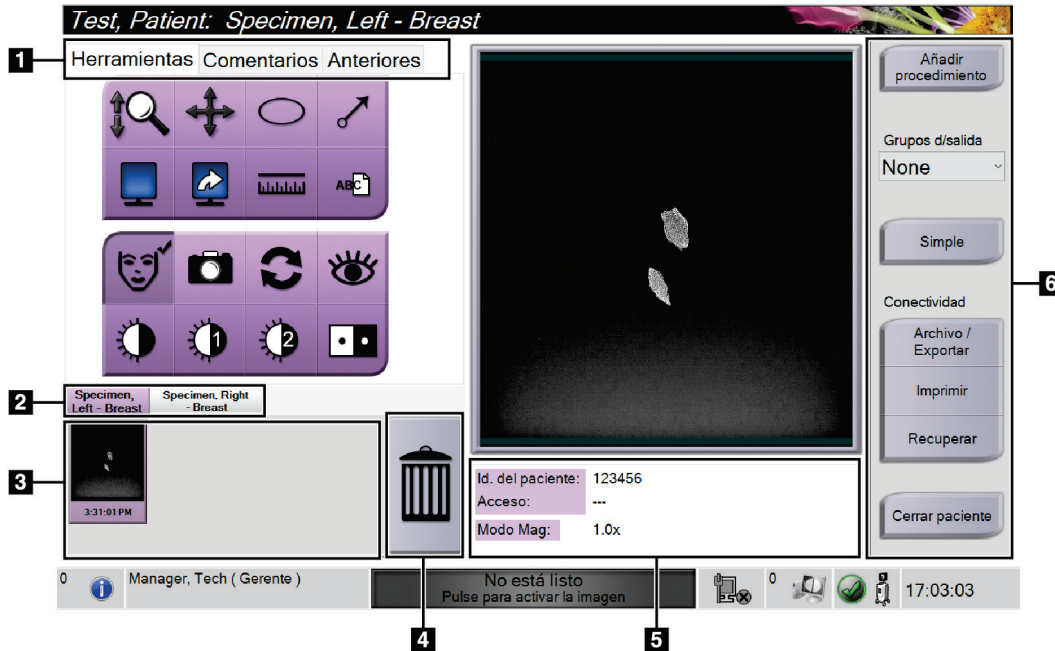 Test, Patient: Specimen, Left - Breast
1
Herramientas Comentarios Anteriores
ABC
1
2
2
Specimen,
Left - Breast
Specimen, Right
- Breast
3
3:31:01 PM
4
Id. del paciente: 123456
Acceso: ---
Modo Mag: 1.0x
5
Añadir
procedimiento
Grupos d/salida
None
Simple
Conectividad
Archivo /
Exportar
Imprimir
Recuperar
Cerrar paciente
6
0
i
Manager, Tech ( Gerente )
No está listo
Pulse para activar la imagen
0
17:03:03